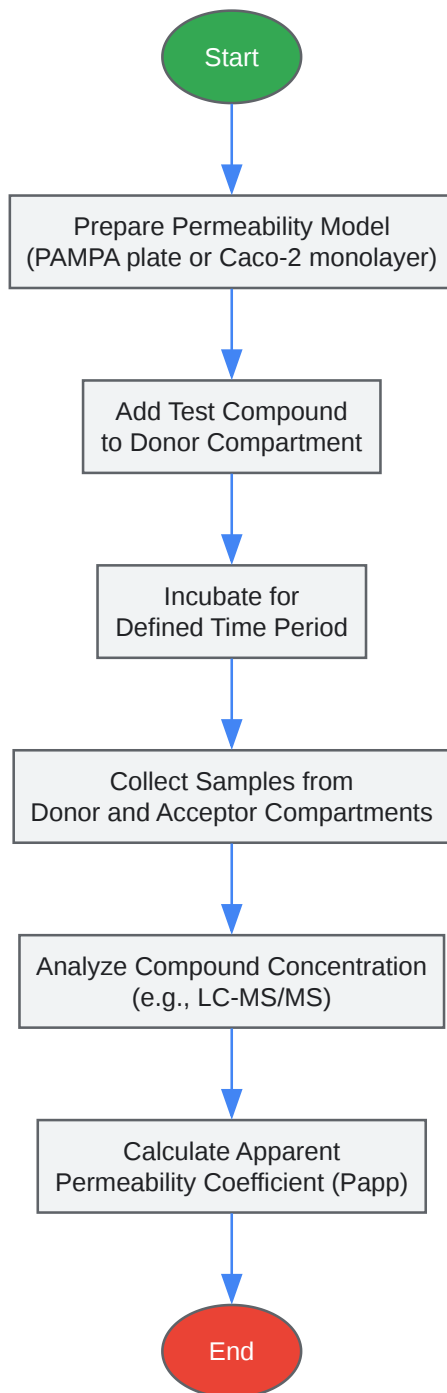 Start
Prepare Permeability Model
(PAMPA plate or Caco-2 monolayer)
Add Test Compound
to Donor Compartment
Incubate for
Defined Time Period
Collect Samples from
Donor and Acceptor Compartments
Analyze Compound Concentration
(e.g., LC-MS/MS)
Calculate Apparent
Permeability Coefficient (Papp)
End